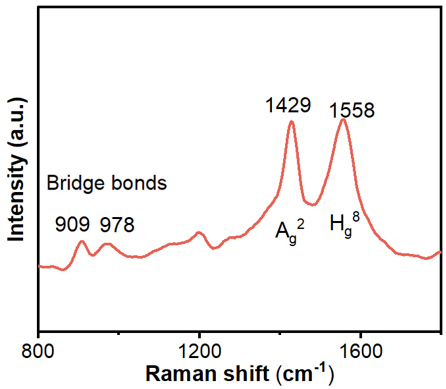 1429 1558
Bridge bonds
909 978
Ag² Hg⁸
Intensity (a.u.)
800 1200 1600
Raman shift (cm⁻¹)